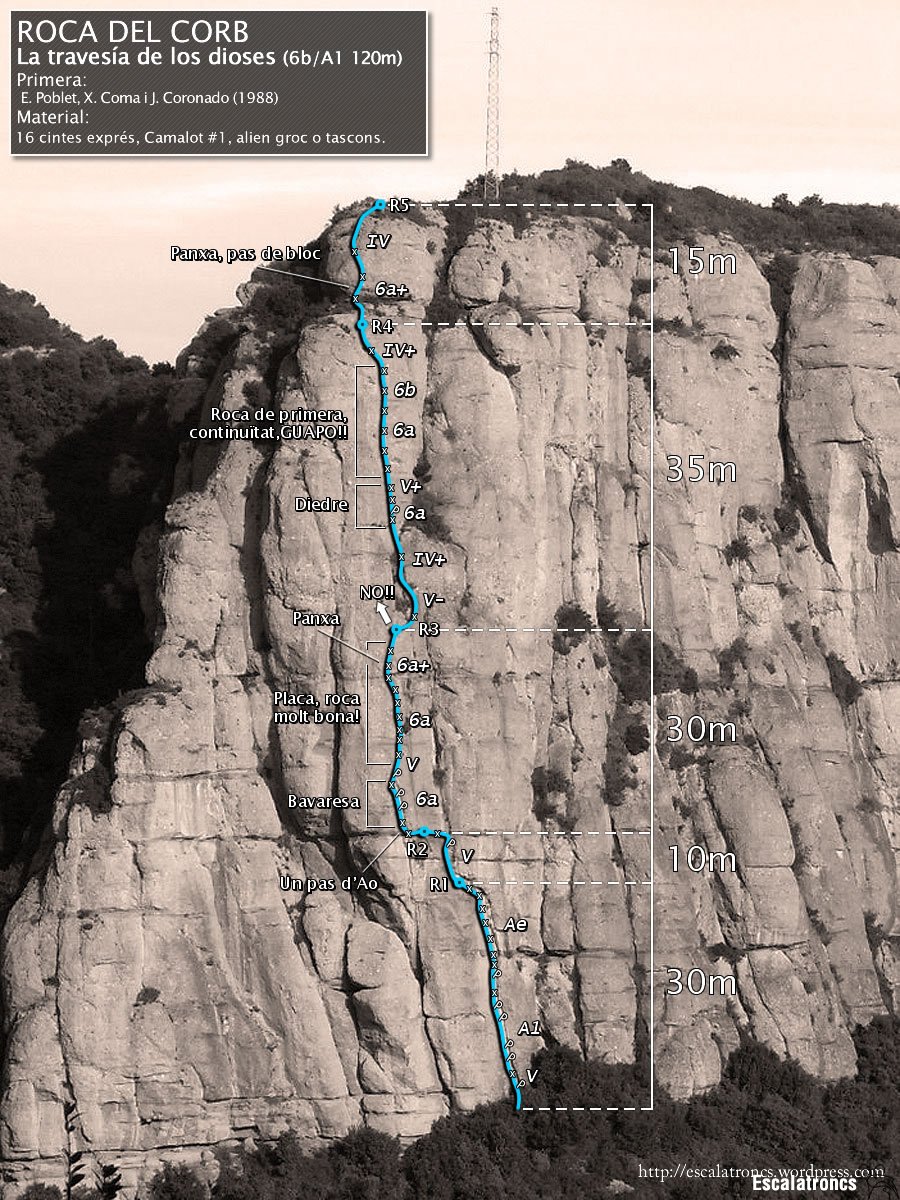 ROCA DEL CORB
La travesía de los dioses (6b/A1 120m)
Primera:
E. Poblet, X. Coma i J. Coronado (1988)
Material:
16 cintes exprés, Camalot #1, alien groc o tascons.
R5
IV
Panxa, pas de bloc
15m
6a+
R4
IV+
6b
Roca de primera,
continuïtat,GUAPO!!
6a
35m
V+
Diedre
6a
IV+
NO!!
V-
Panxa
R3
6a+
Placa, roca
molt bona!
6a
30m
V
Bavaresa
6a
R2
V
10m
Un pas d'Ao
R1
Ae
30m
A1
V
http://escalatroncs.wordpress.com
Escalatroncs